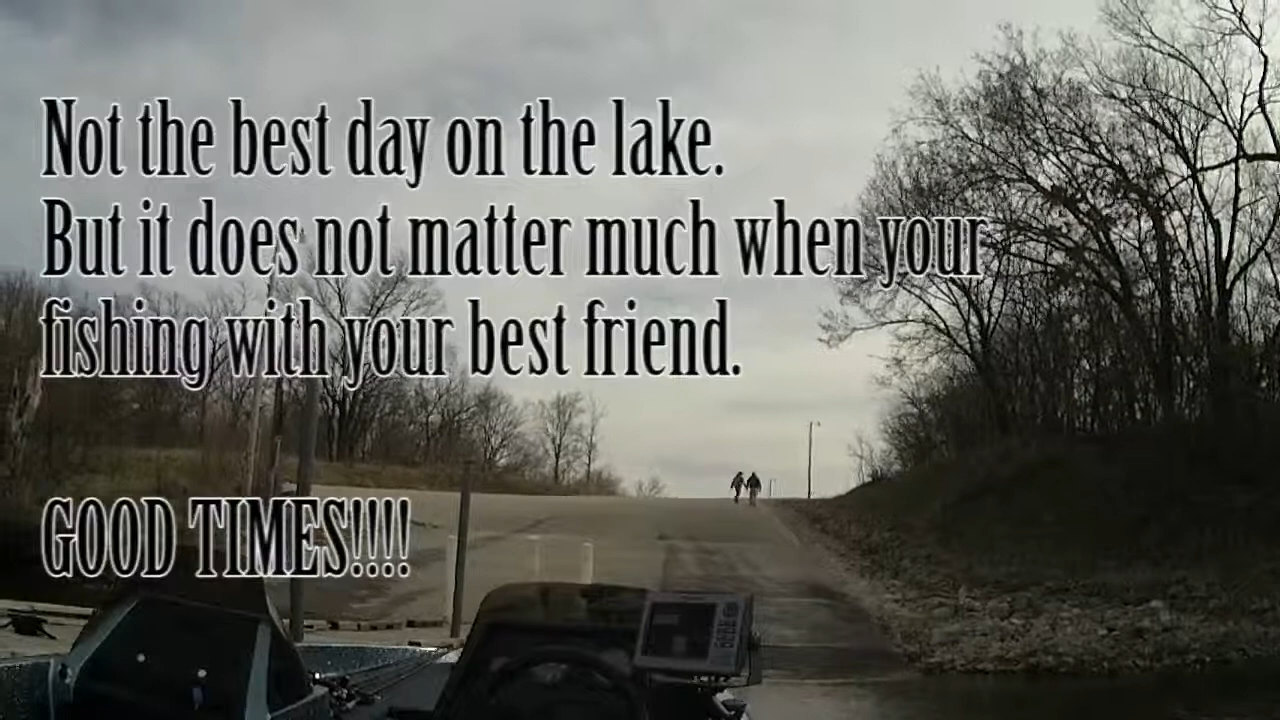 Not the best day on the lake.
But it does not matter much when your
fishing with your best friend.
GOOD TIMES!!!!